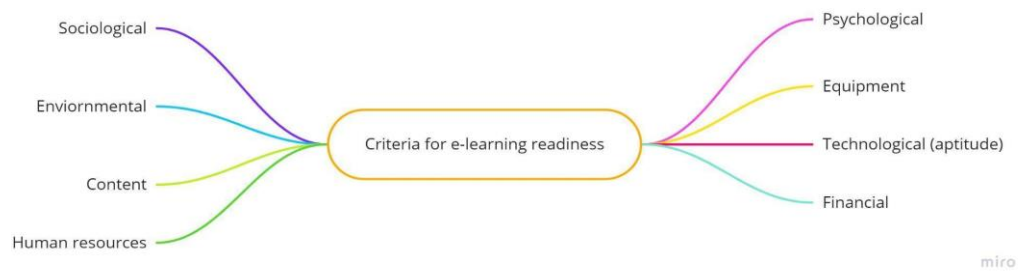 Sociological
Enviornmental
Content
Human resources
Criteria for e-learning readiness
Psychological
Equipment
Technological (aptitude)
Financial
miro